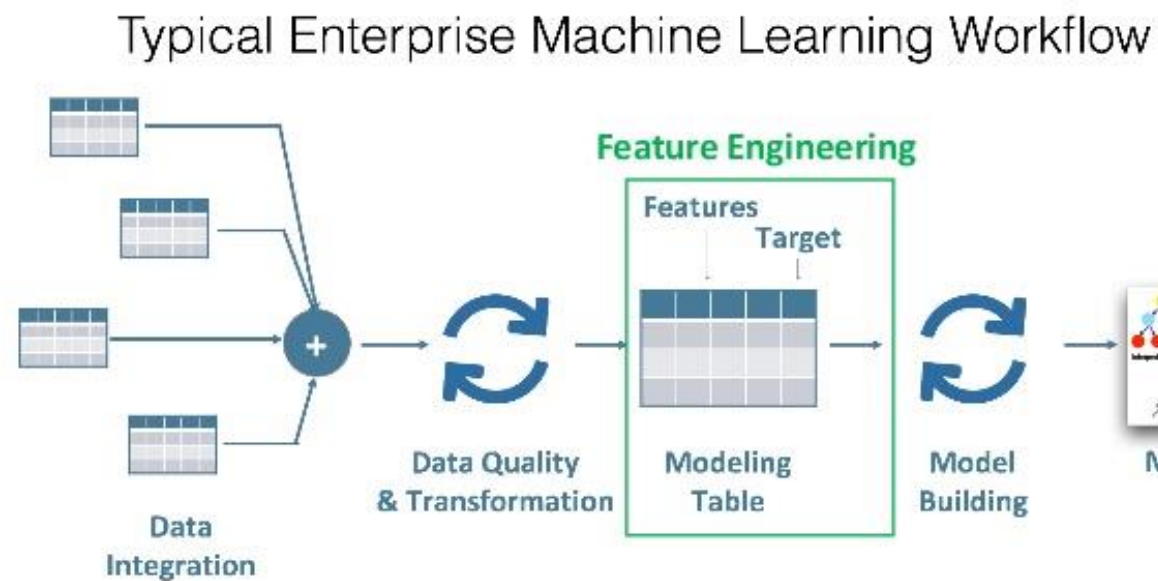 Typical Enterprise Machine Learning Workflow
Feature Engineering
Features
Target
+
Data Quality
& Transformation
Modeling
Table
Model
Building
Data
Integration